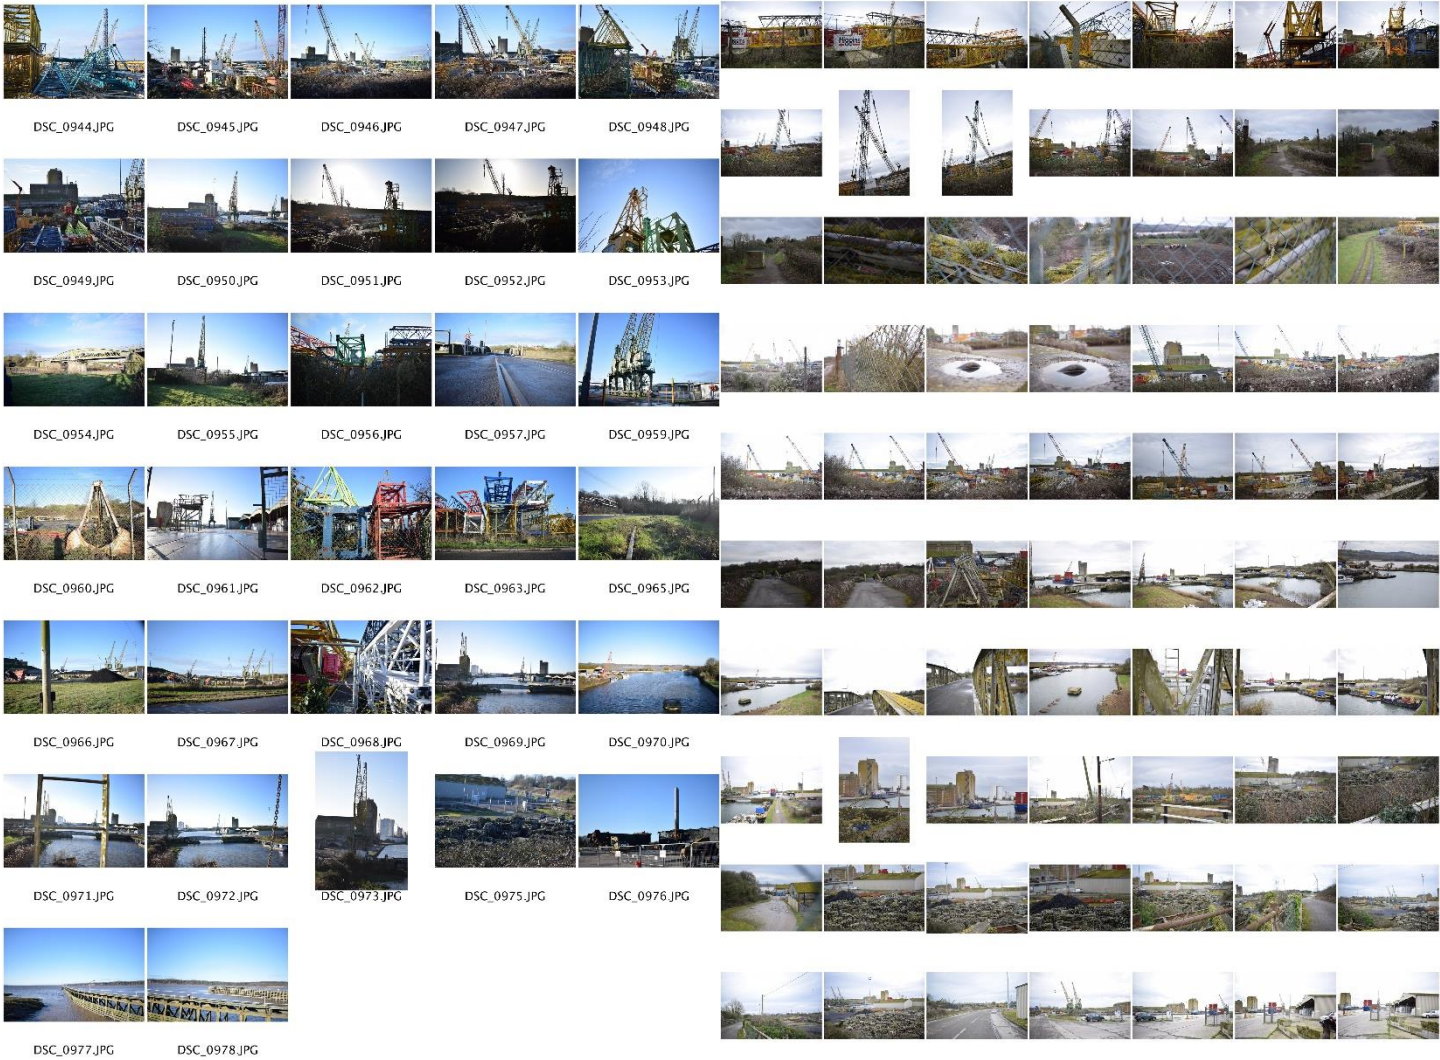 DSC_0944.JPG DSC_0945.JPG DSC_0946.JPG DSC_0947.JPG DSC_0948.JPG
DSC_0949.JPG DSC_0950.JPG DSC_0951.JPG DSC_0952.JPG DSC_0953.JPG
DSC_0954.JPG DSC_0955.JPG DSC_0956.JPG DSC_0957.JPG DSC_0959.JPG
DSC_0960.JPG DSC_0961.JPG DSC_0962.JPG DSC_0963.JPG DSC_0965.JPG
DSC_0966.JPG DSC_0967.JPG DSC_0968.JPG DSC_0969.JPG DSC_0970.JPG
DSC_0971.JPG DSC_0972.JPG DSC_0973.JPG DSC_0975.JPG DSC_0976.JPG
DSC_0977.JPG DSC_0978.JPG